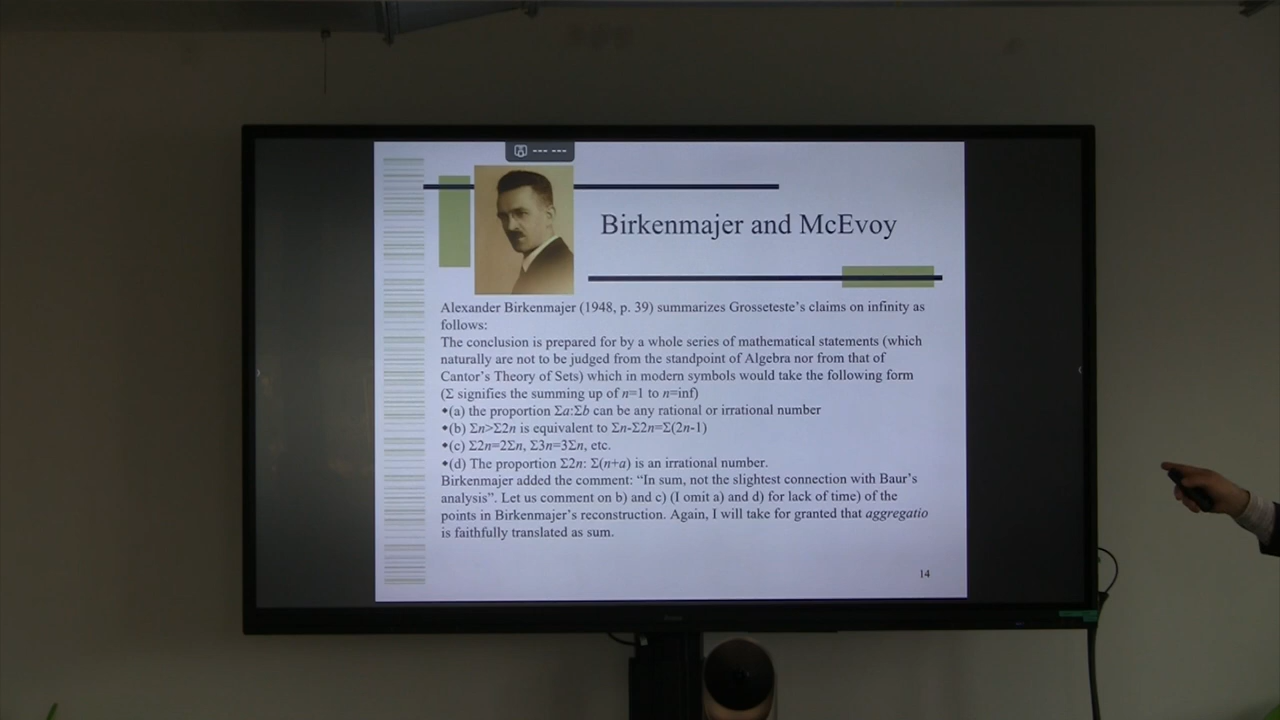 --- ---
Birkenmajer and McEvoy
Alexander Birkenmajer (1948, p. 39) summarizes Grosseteste's claims on infinity as
follows:
The conclusion is prepared for by a whole series of mathematical statements (which
naturally are not to be judged from the standpoint of Algebra nor from that of
Cantor's Theory of Sets) which in modern symbols would take the following form
(Σ signifies the summing up of n=1 to n=inf)
◆(a) the proportion Σa:Σb can be any rational or irrational number
◆(b) Σn>Σ2n is equivalent to Σn-Σ2n=Σ(2n-1)
◆(c) Σ2n=2Σn, Σ3n=3Σn, etc.
◆(d) The proportion Σ2n: Σ(n+a) is an irrational number.
Birkenmajer added the comment: "In sum, not the slightest connection with Baur's
analysis". Let us comment on b) and c) (I omit a) and d) for lack of time) of the
points in Birkenmajer's reconstruction. Again, I will take for granted that aggregatio
is faithfully translated as sum.
14